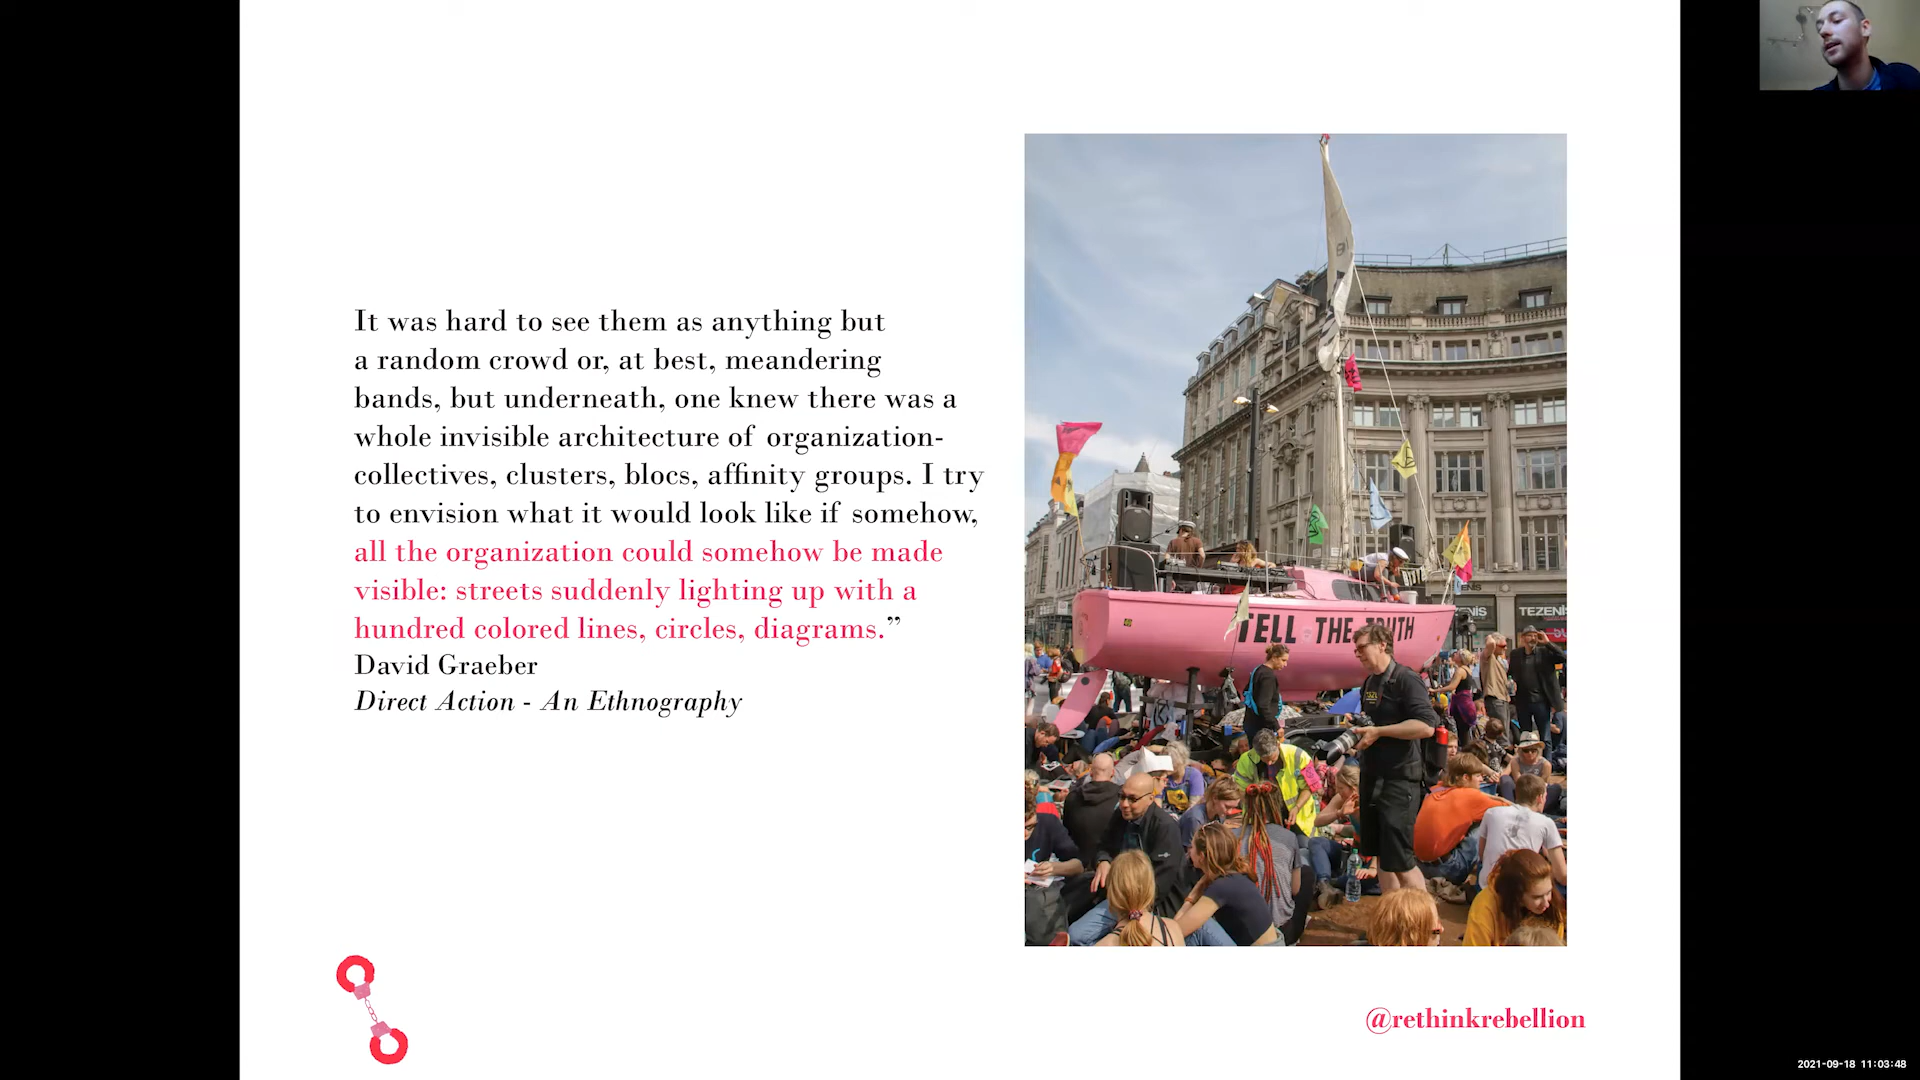 It was hard to see them as anything but
a random crowd or, at best, meandering
bands, but underneath, one knew there was a
whole invisible architecture of organization-
collectives, clusters, blocs, affinity groups. I try
to envision what it would look like if somehow,
all the organization could somehow be made
visible: streets suddenly lighting up with a
hundred colored lines, circles, diagrams.”
David Graeber
Direct Action - An Ethnography
TELL THE TRUTH
TEZENIS
@rethinkrebellion
2021-09-18 11:03:48